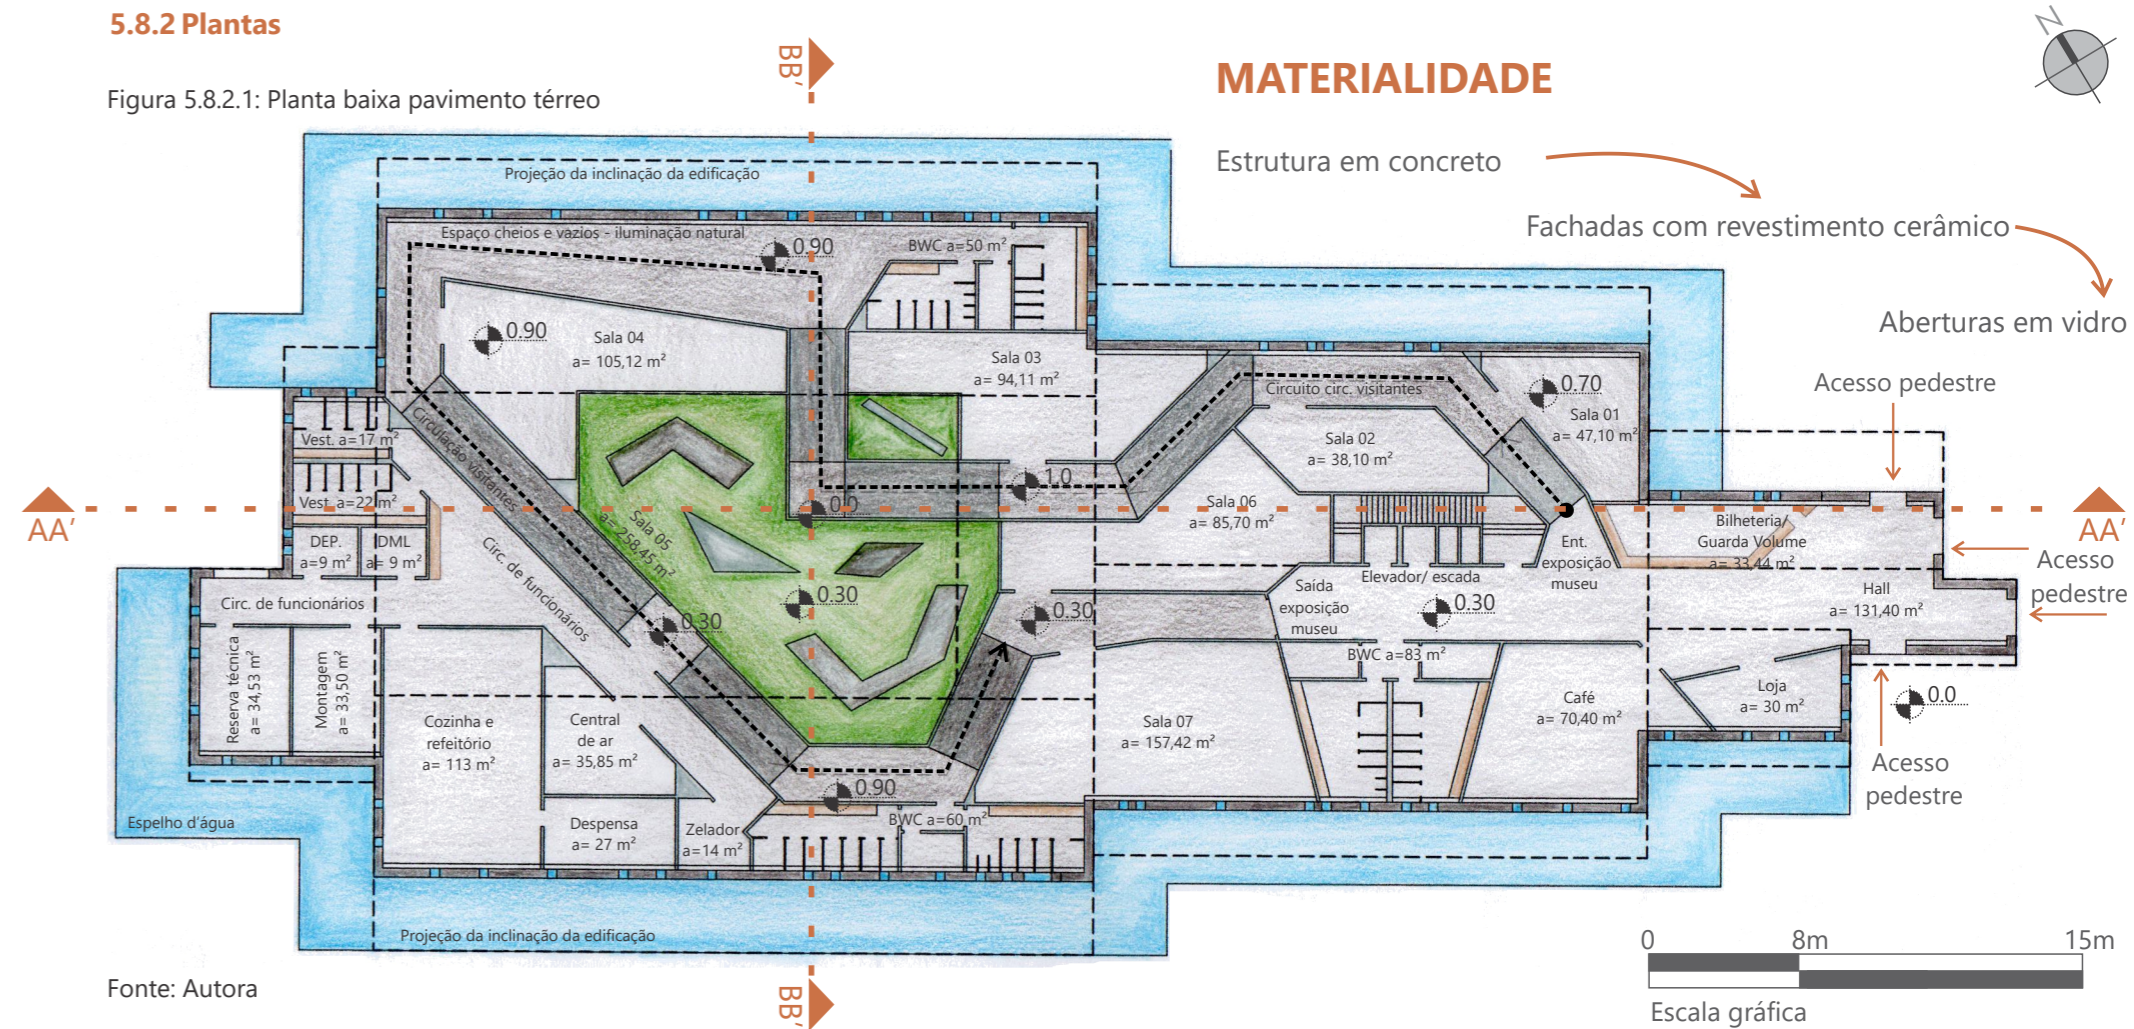 5.8.2 Plantas
Figura 5.8.2.1: Planta baixa pavimento térreo
BB'
N
MATERIALIDADE
Estrutura em concreto
Fachadas com revestimento cerâmico
Aberturas em vidro
Projeção da inclinação da edificação
Espaço cheios e vazios - iluminação natural
0.90
BWC a=50 m²
0.90
Sala 04
a= 105,12 m²
Sala 03
a= 94,11 m²
Circuito circ. visitantes
0.70
Sala 01
a= 47,10 m²
Sala 02
a= 38,10 m²
Acesso pedestre
Vest. a=17 m²
Vest. a=22 m²
Circulação visitantes
Circ. de funcionários
Sala 05
a= 258,45 m²
1.0
0.0
Sala 06
a= 85,70 m²
AA'
AA'
Bilheteria/
Guarda Volume
a= 33,44 m²
Ent.
exposição
museu
DEP.
a=9 m²
DML
a= 9 m²
Acesso
pedestre
Elevador/ escada
Saída
exposição
museu
Hall
a= 131,40 m²
Circ. de funcionários
0.30
0.30
0.30
0.30
Reserva técnica
a= 34,53 m²
Montagem
a= 33,50 m²
BWC a=83 m²
Cozinha e
refeitório
a= 113 m²
Central
de ar
a= 35,85 m²
Sala 07
a= 157,42 m²
Café
a= 70,40 m²
Loja
a= 30 m²
0.0
Acesso
pedestre
0.90
Espelho d'água
Despensa
a= 27 m²
Zelador
a=14 m²
BWC a=60 m²
Projeção da inclinação da edificação
0 8m 15m
Escala gráfica
Fonte: Autora
BB'